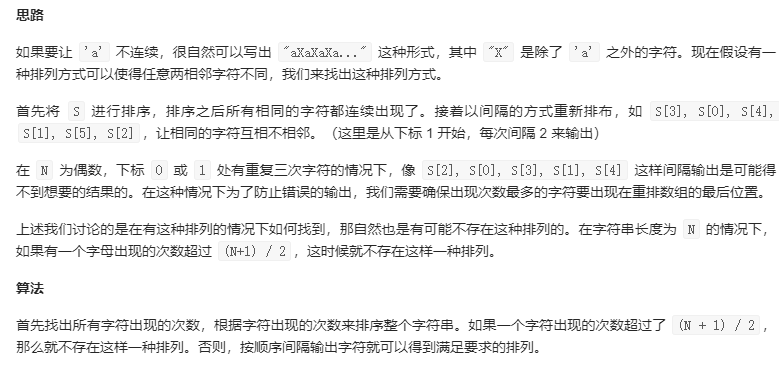 思路
如果要让 'a' 不连续，很自然可以写出 "aXaXaXa..." 这种形式，其中 "X" 是除了 'a' 之外的字符。现在假设有一
种排列方式可以使得任意两相邻字符不同，我们来找出这种排列方式。
首先将 S 进行排序，排序之后所有相同的字符都连续出现了。接着以间隔的方式重新排布，如 S[3], S[0], S[4],
S[1], S[5], S[2] ，让相同的字符互相不相邻。（这里是从下标 1 开始，每次间隔 2 来输出）
在 N 为偶数，下标 0 或 1 处有重复三次字符的情况下，像 S[2], S[0], S[3], S[1], S[4] 这样间隔输出是可能得
不到想要的结果的。在这种情况下为了防止错误的输出，我们需要确保出现次数最多的字符要出现在重排数组的最后位置。
上述我们讨论的是在有这种排列的情况下如何找到，那自然也是有可能不存在这种排列的。在字符串长度为 N 的情况下，
如果有一个字母出现的次数超过 (N+1) / 2 ，这时候就不存在这样一种排列。
算法
首先找出所有字符出现的次数，根据字符出现的次数来排序整个字符串。如果一个字符出现的次数超过了 (N + 1) / 2 ，
那么就不存在这样一种排列。否则，按顺序间隔输出字符就可以得到满足要求的排列。